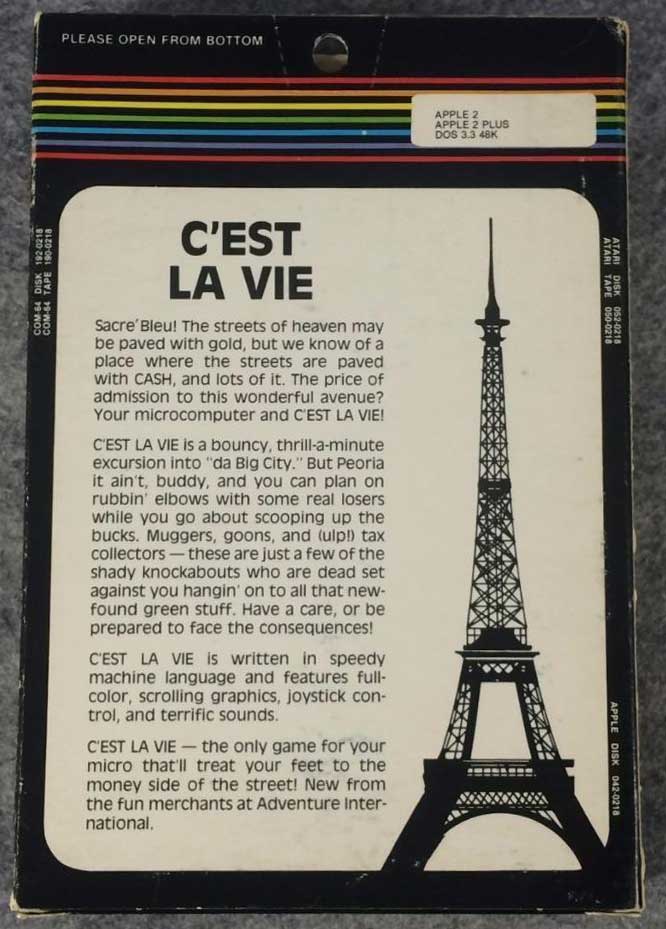 PLEASE OPEN FROM BOTTOM
APPLE 2
APPLE 2 PLUS
DOS 3.3 48K
C'EST
LA VIE
Sacre´Bleu! The streets of heaven may
be paved with gold, but we know of a
place where the streets are paved
with CASH, and lots of it. The price of
admission to this wonderful avenue?
Your microcomputer and C'EST LA VIE!
C'EST LA VIE is a bouncy, thrill-a-minute
excursion into "da Big City." But Peoria
it ain't, buddy, and you can plan on
rubbin' elbows with some real losers
while you go about scooping up the
bucks. Muggers, goons, and (ulp!) tax
collectors — these are just a few of the
shady knockabouts who are dead set
against you hangin' on to all that new-
found green stuff. Have a care, or be
prepared to face the consequences!
C'EST LA VIE is written in speedy
machine language and features full-
color, scrolling graphics, joystick con-
trol, and terrific sounds.
C'EST LA VIE — the only game for your
micro that'll treat your feet to the
money side of the street! New from
the fun merchants at Adventure Inter-
national.
COM-64 DISK 192-0218
COM-64 TAPE 190-0218
ATARI DISK 052-0218
ATARI TAPE 050-0218
APPLE DISK 042-0218